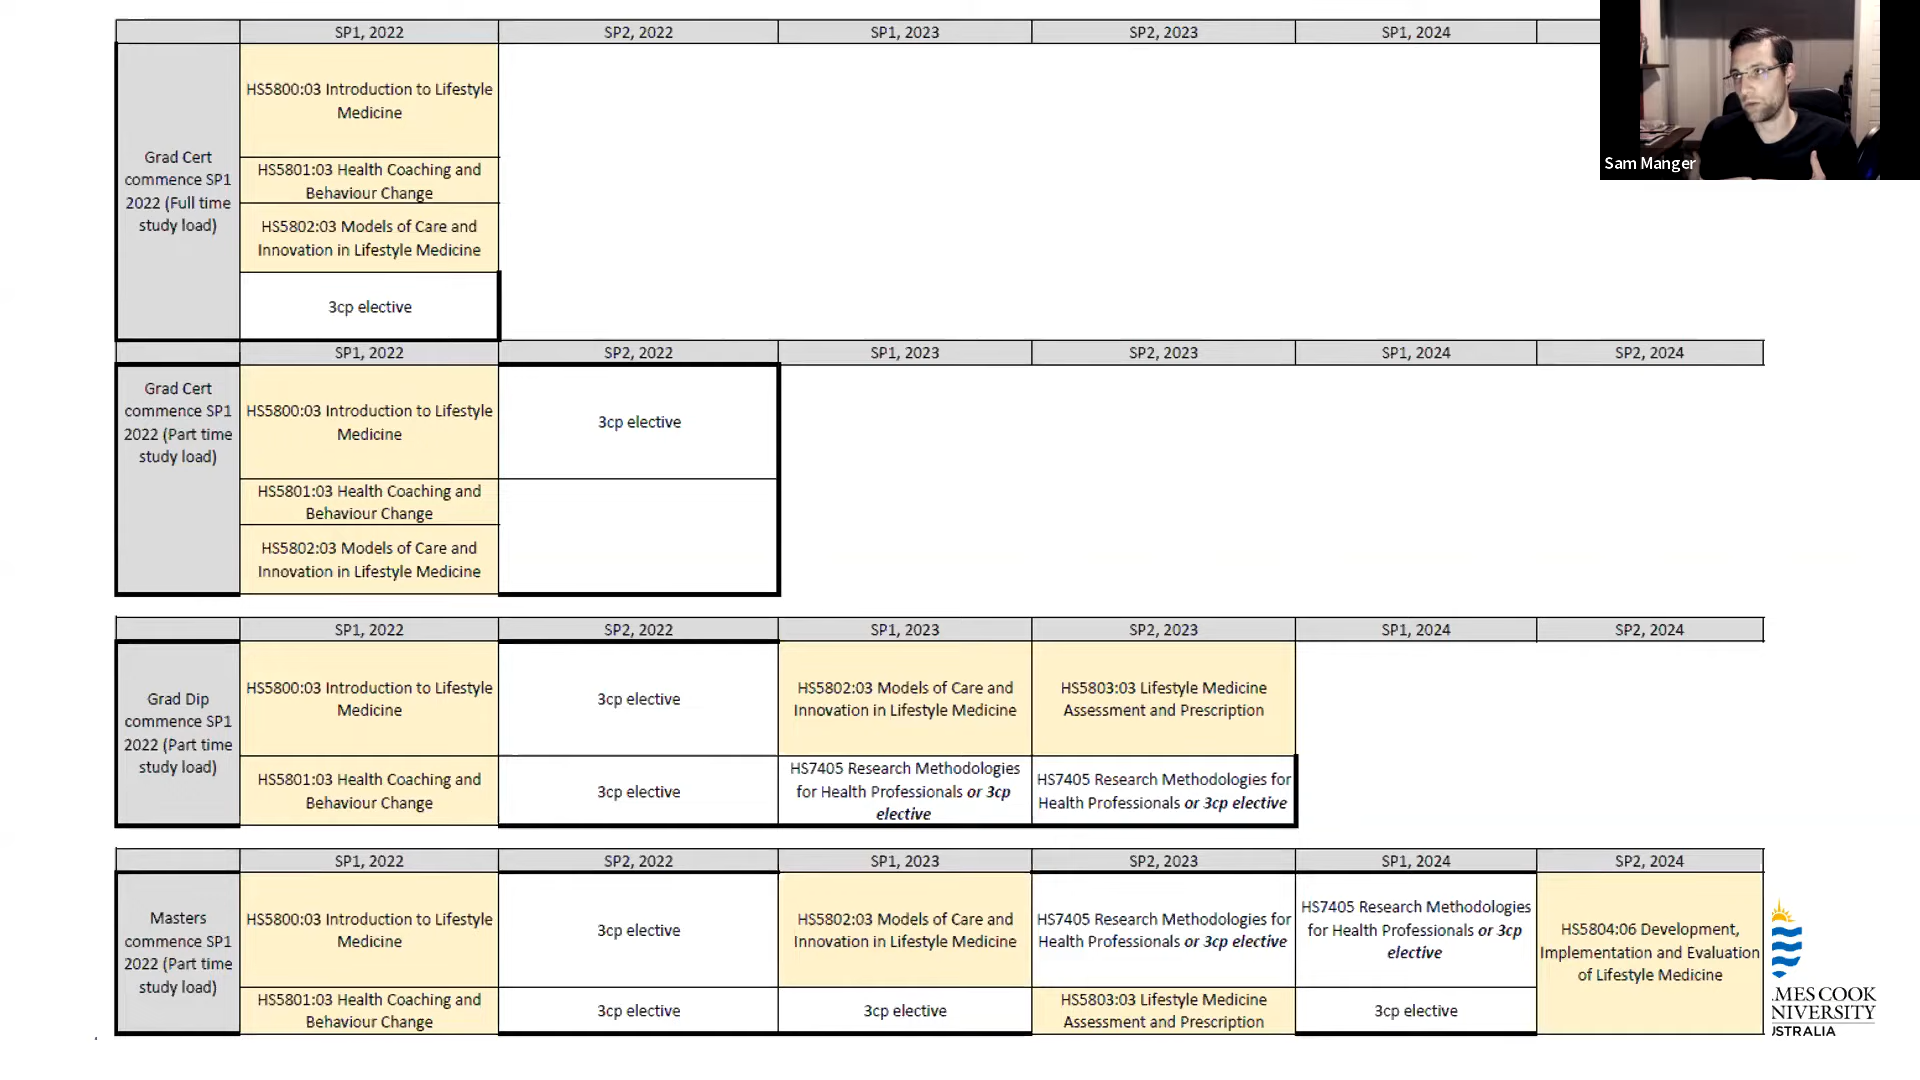 SP1, 2022 SP2, 2022 SP1, 2023 SP2, 2023 SP1, 2024
Grad Cert
commence SP1
2022 (Full time
study load)
HS5800:03 Introduction to Lifestyle
Medicine
HS5801:03 Health Coaching and
Behaviour Change
HS5802:03 Models of Care and
Innovation in Lifestyle Medicine
3cp elective
Sam Manger
SP1, 2022 SP2, 2022 SP1, 2023 SP2, 2023 SP1, 2024 SP2, 2024
Grad Cert
commence SP1
2022 (Part time
study load)
HS5800:03 Introduction to Lifestyle
Medicine
3cp elective
HS5801:03 Health Coaching and
Behaviour Change
HS5802:03 Models of Care and
Innovation in Lifestyle Medicine
SP1, 2022 SP2, 2022 SP1, 2023 SP2, 2023 SP1, 2024 SP2, 2024
Grad Dip
commence SP1
2022 (Part time
study load)
HS5800:03 Introduction to Lifestyle
Medicine
3cp elective
HS5802:03 Models of Care and
Innovation in Lifestyle Medicine
HS5803:03 Lifestyle Medicine
Assessment and Prescription
HS5801:03 Health Coaching and
Behaviour Change
3cp elective
HS7405 Research Methodologies
for Health Professionals or 3cp
elective
HS7405 Research Methodologies for
Health Professionals or 3cp elective
SP1, 2022 SP2, 2022 SP1, 2023 SP2, 2023 SP1, 2024 SP2, 2024
Masters
commence SP1
2022 (Part time
study load)
HS5800:03 Introduction to Lifestyle
Medicine
3cp elective
HS5802:03 Models of Care and
Innovation in Lifestyle Medicine
HS7405 Research Methodologies for
Health Professionals or 3cp elective
HS7405 Research Methodologies
for Health Professionals or 3cp
elective
HS5804:06 Development,
Implementation and Evaluation
of Lifestyle Medicine
HS5801:03 Health Coaching and
Behaviour Change
3cp elective
3cp elective
HS5803:03 Lifestyle Medicine
Assessment and Prescription
3cp elective
AMES COOK
NIVERSITY
USTRALIA